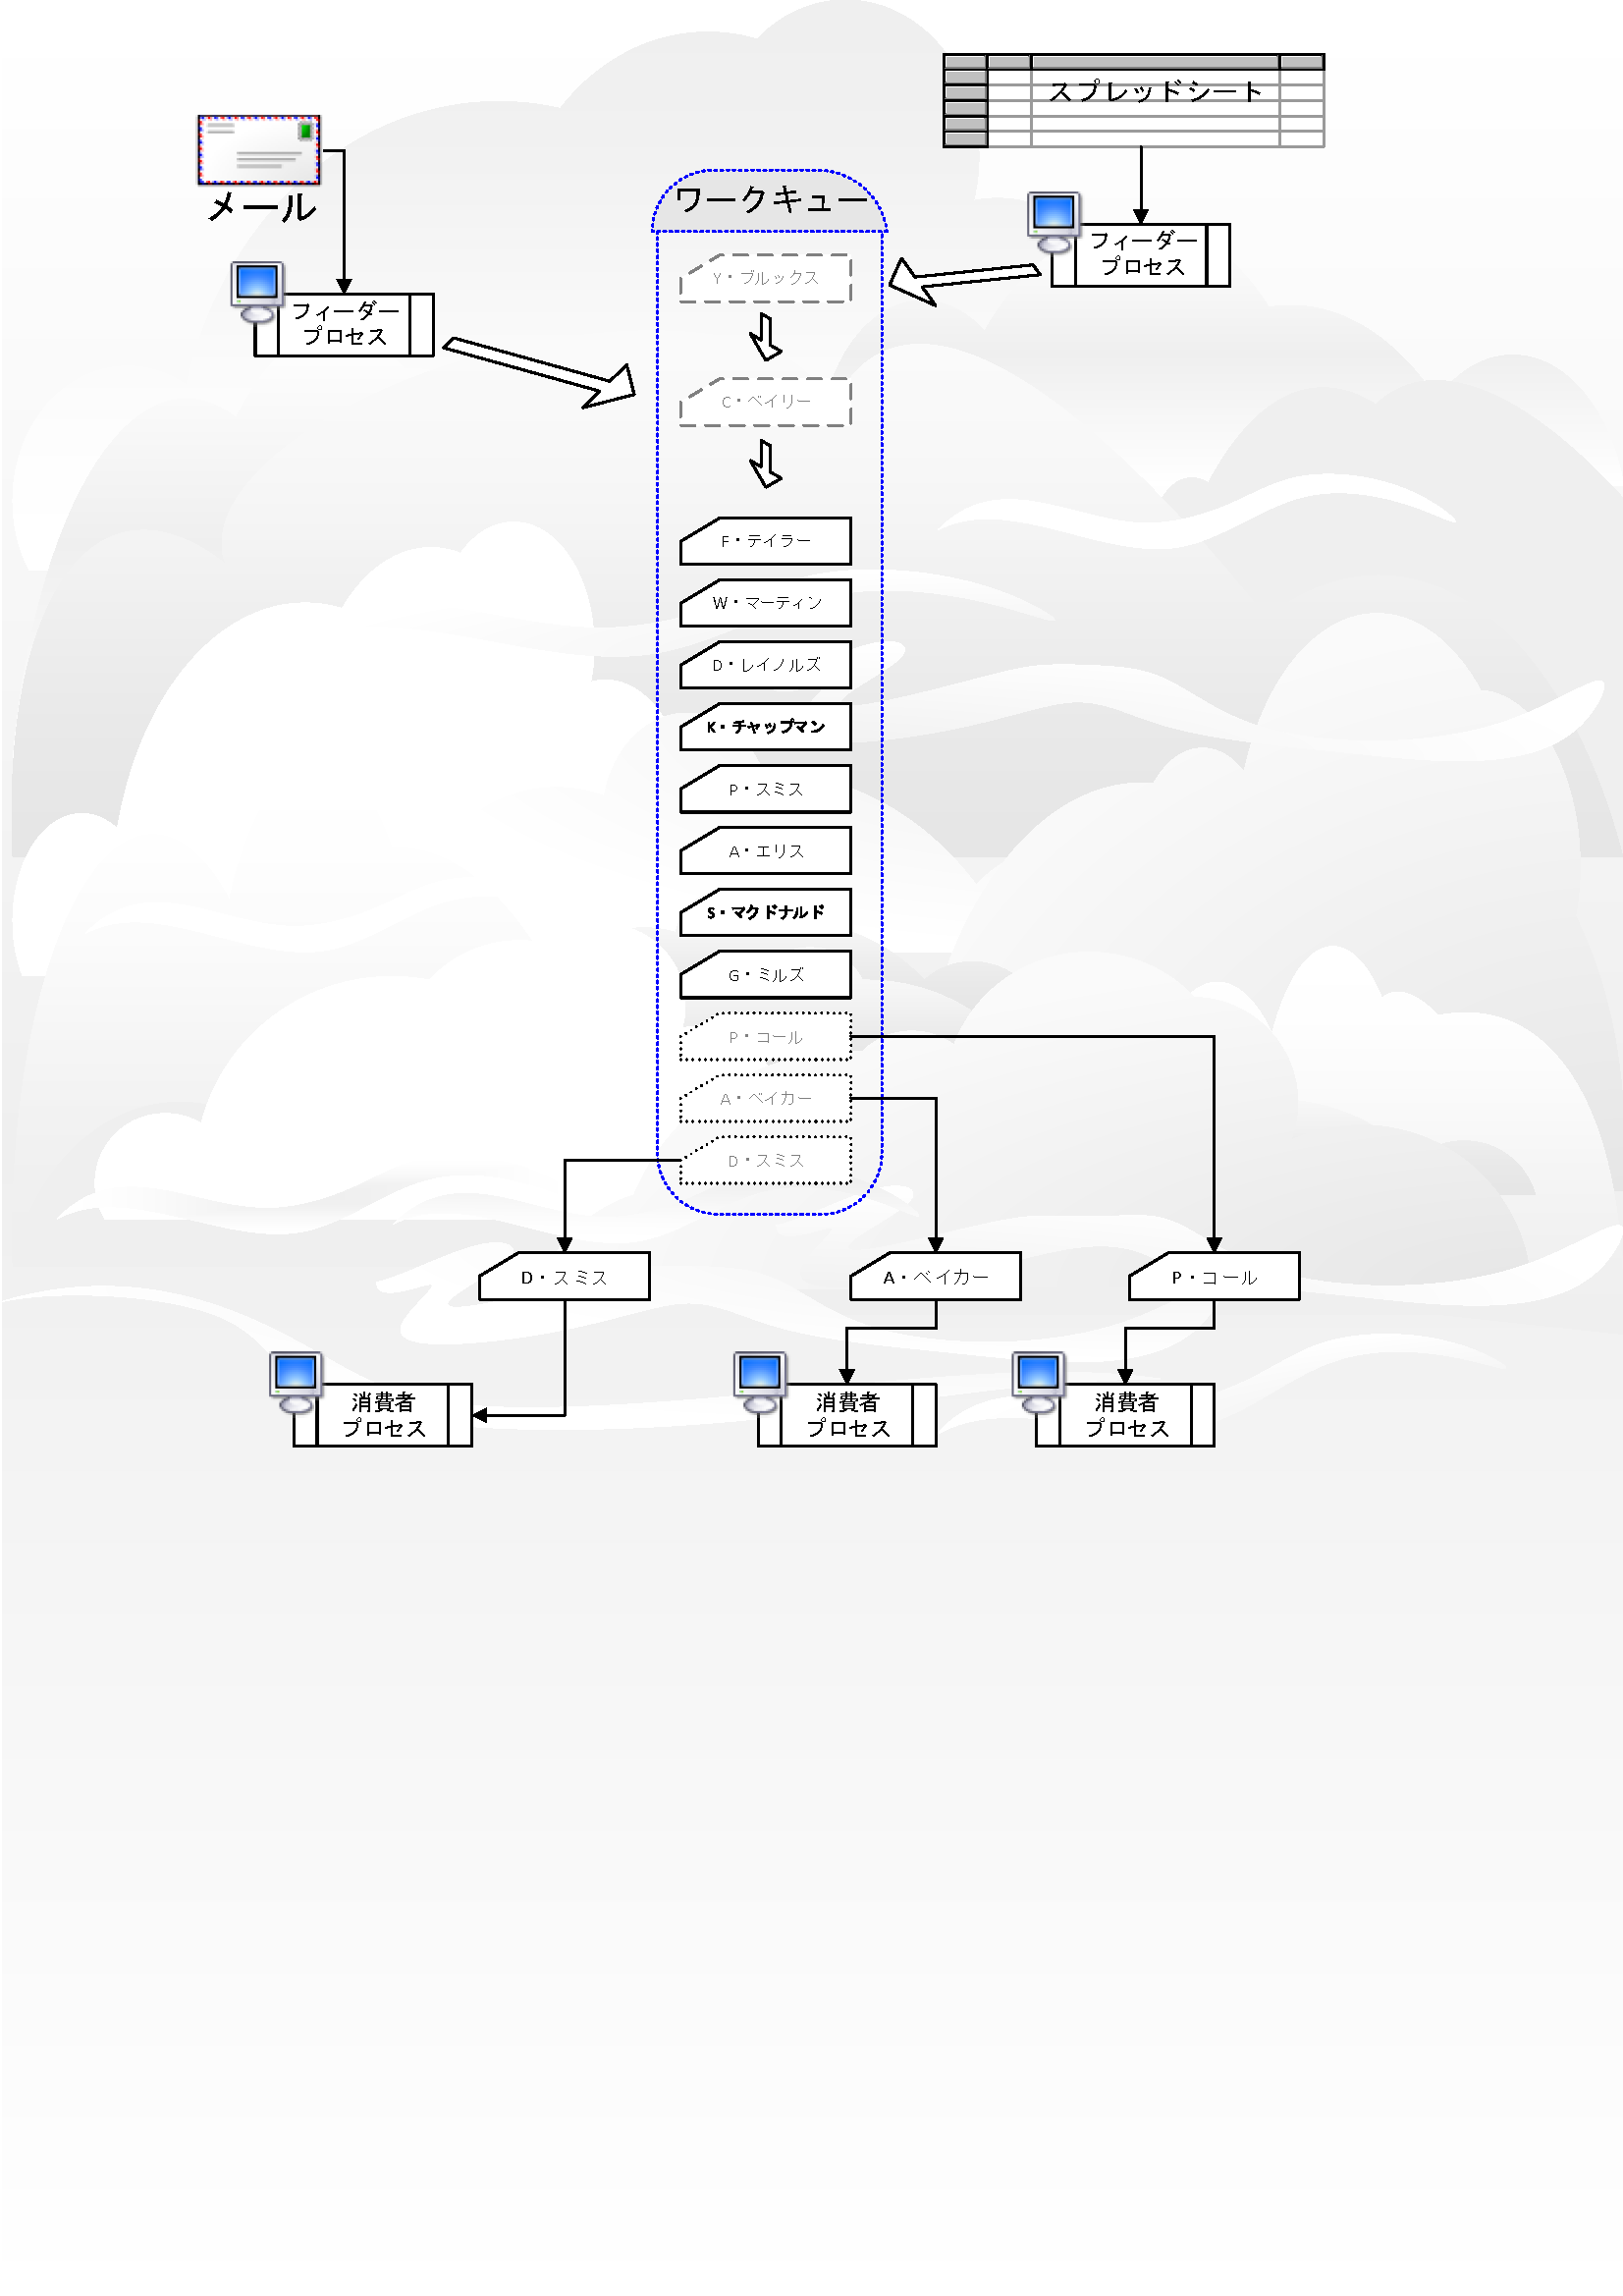 スプレッドシート
メール
ワークキュー
フィーダー
プロセス
フィーダー
プロセス
Y・ブルックス
C・ベイリー
F・テイラー
W・マーティン
D・レイノルズ
K・チャップマン
P・スミス
A・エリス
S・マクドナルド
G・ミルズ
P・コール
A・ベイカー
D・スミス
D・スミス
A・ベイカー
P・コール
消費者
プロセス
消費者
プロセス
消費者
プロセス